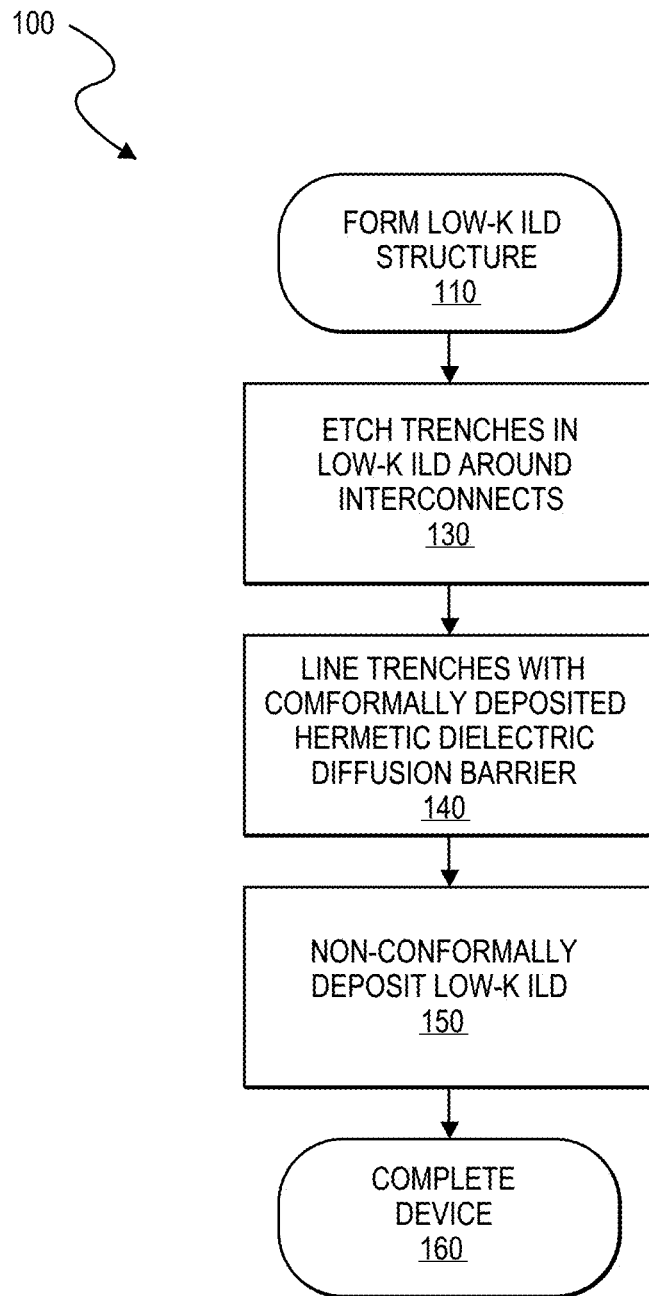 100
FORM LOW-K ILD
STRUCTURE
110
ETCH TRENCHES IN
LOW-K ILD AROUND
INTERCONNECTS
130
LINE TRENCHES WITH
COMFORMALLY DEPOSITED
HERMETIC DIELECTRIC
DIFFUSION BARRIER
140
NON-CONFORMALLY
DEPOSIT LOW-K ILD
150
COMPLETE
DEVICE
160